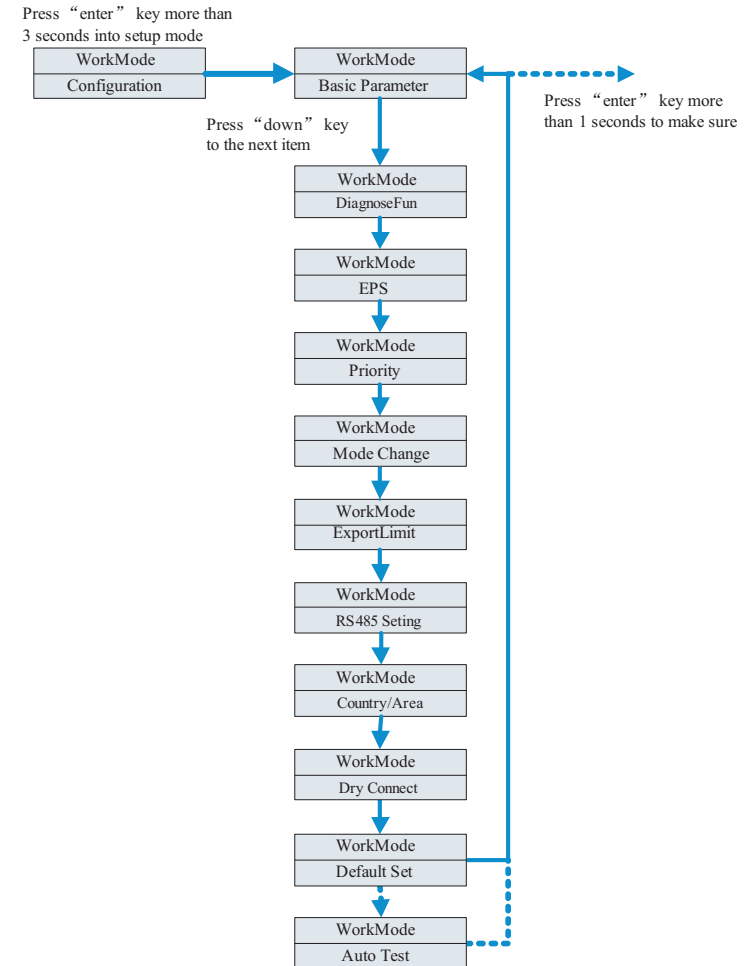 Press “enter” key more than
3 seconds into setup mode
WorkMode
Configuration
WorkMode
Basic Parameter
Press “enter” key more
than 1 seconds to make sure
Press “down” key
to the next item
WorkMode
DiagnoseFun
WorkMode
EPS
WorkMode
Priority
WorkMode
Mode Change
WorkMode
ExportLimit
WorkMode
RS485 Seting
WorkMode
Country/Area
WorkMode
Dry Connect
WorkMode
Default Set
WorkMode
Auto Test